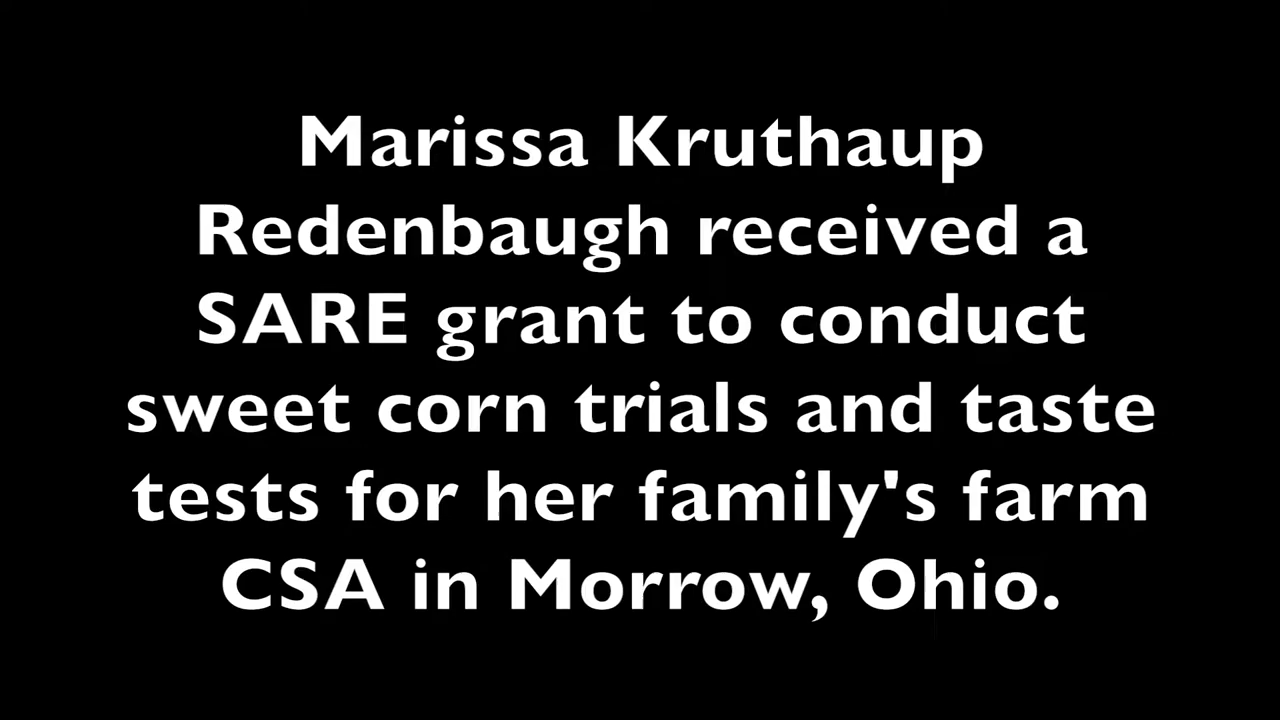 Marissa Kruthaup
Redenbaugh received a
SARE grant to conduct
sweet corn trials and taste
tests for her family's farm
CSA in Morrow, Ohio.